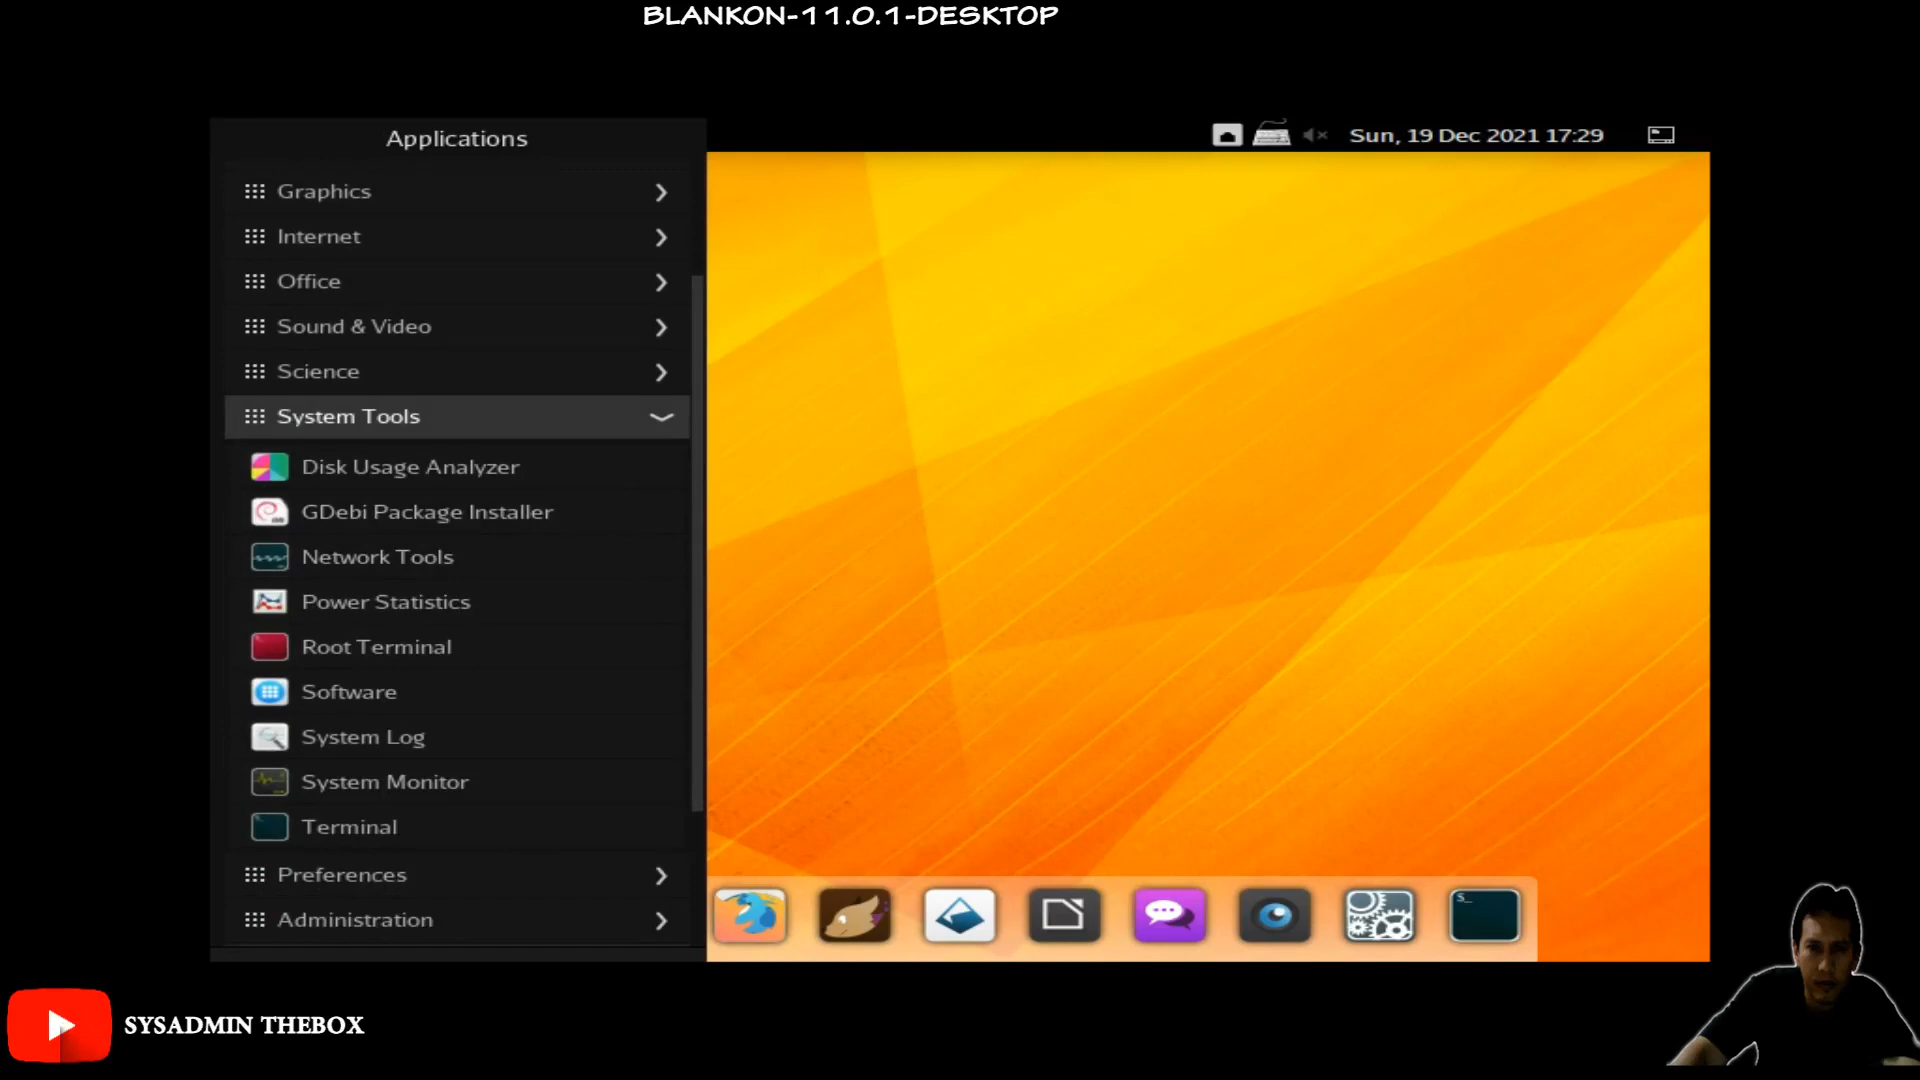 BLANKON-11.0.1-DESKTOP
Applications
Sun, 19 Dec 2021 17:29
Graphics
Internet
Office
Sound & Video
Science
System Tools
Disk Usage Analyzer
GDebi Package Installer
Network Tools
Power Statistics
Root Terminal
Software
System Log
System Monitor
Terminal
Preferences
Administration
$_
SYSADMIN THEBOX